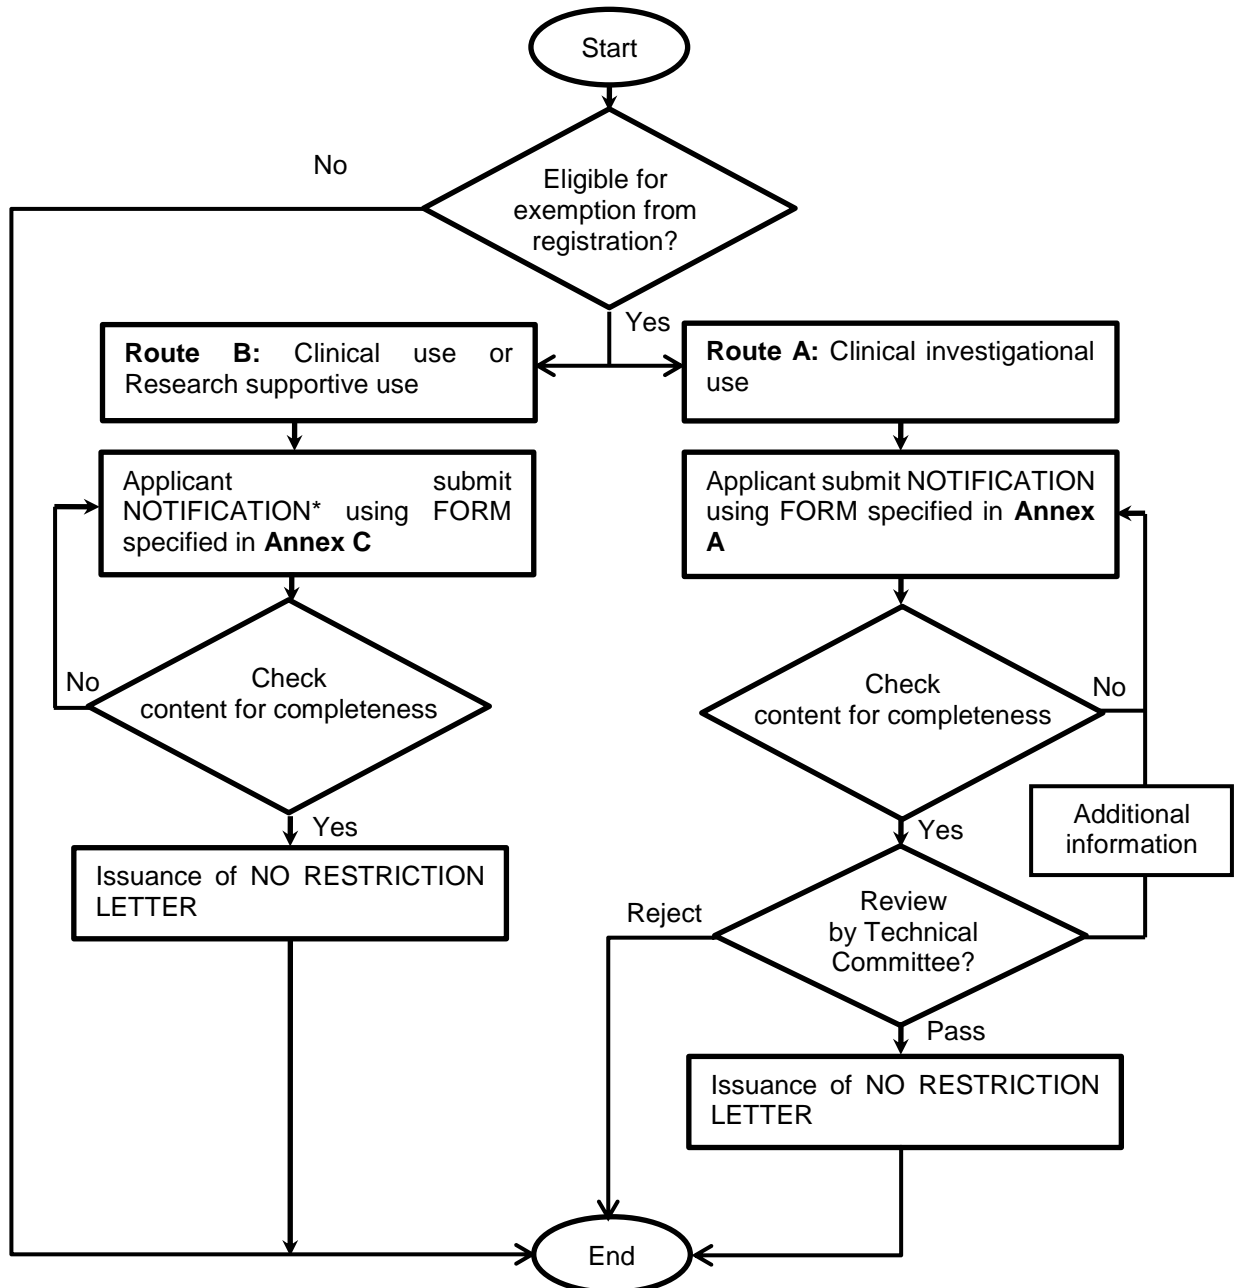 Start
No
Eligible for
exemption from
registration?
Yes
Route B: Clinical use or
Research supportive use
Route A: Clinical investigational
use
Applicant submit
NOTIFICATION* using FORM
specified in Annex C
Applicant submit NOTIFICATION
using FORM specified in Annex
A
No
Check
content for completeness
Check
content for completeness
No
Yes
Yes
Additional
information
Issuance of NO RESTRICTION
LETTER
Reject
Review
by Technical
Committee?
Pass
Issuance of NO RESTRICTION
LETTER
End